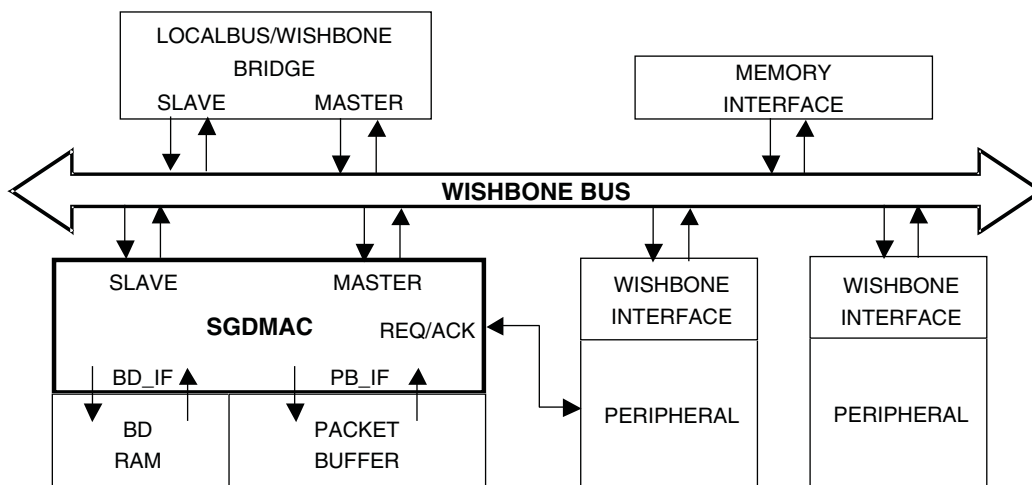 LOCALBUS/WISHBONE
BRIDGE
SLAVE
MASTER
MEMORY
INTERFACE
WISHBONE BUS
SLAVE
MASTER
SGDMAC
REQ/ACK
BD_IF
PB_IF
BD
RAM
PACKET
BUFFER
WISHBONE
INTERFACE
PERIPHERAL
WISHBONE
INTERFACE
PERIPHERAL